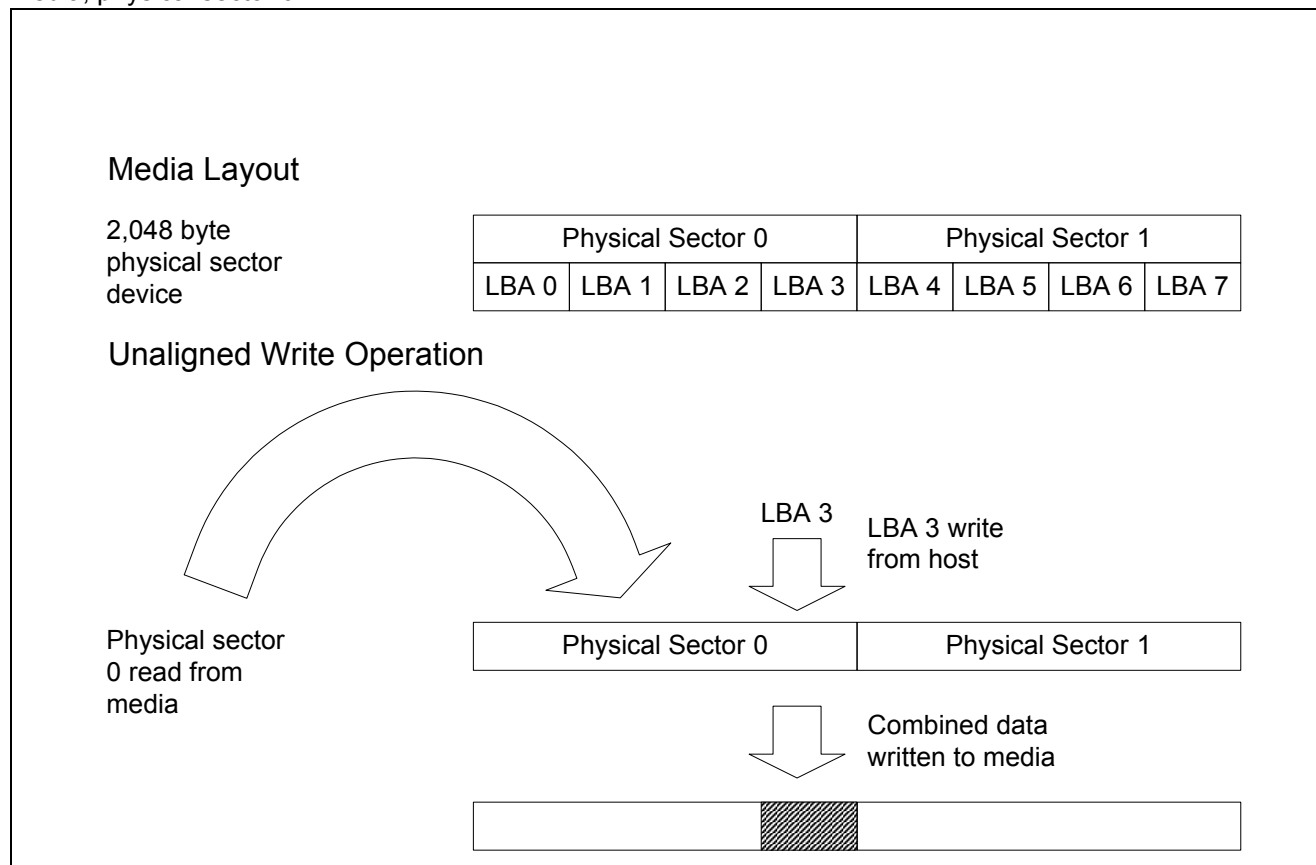 Media Layout
2,048 byte
physical sector
device
Physical Sector 0
Physical Sector 1
LBA 0
LBA 1
LBA 2
LBA 3
LBA 4
LBA 5
LBA 6
LBA 7
Unaligned Write Operation
LBA 3
LBA 3 write
from host
Physical sector
0 read from
media
Physical Sector 0
Physical Sector 1
Combined data
written to media